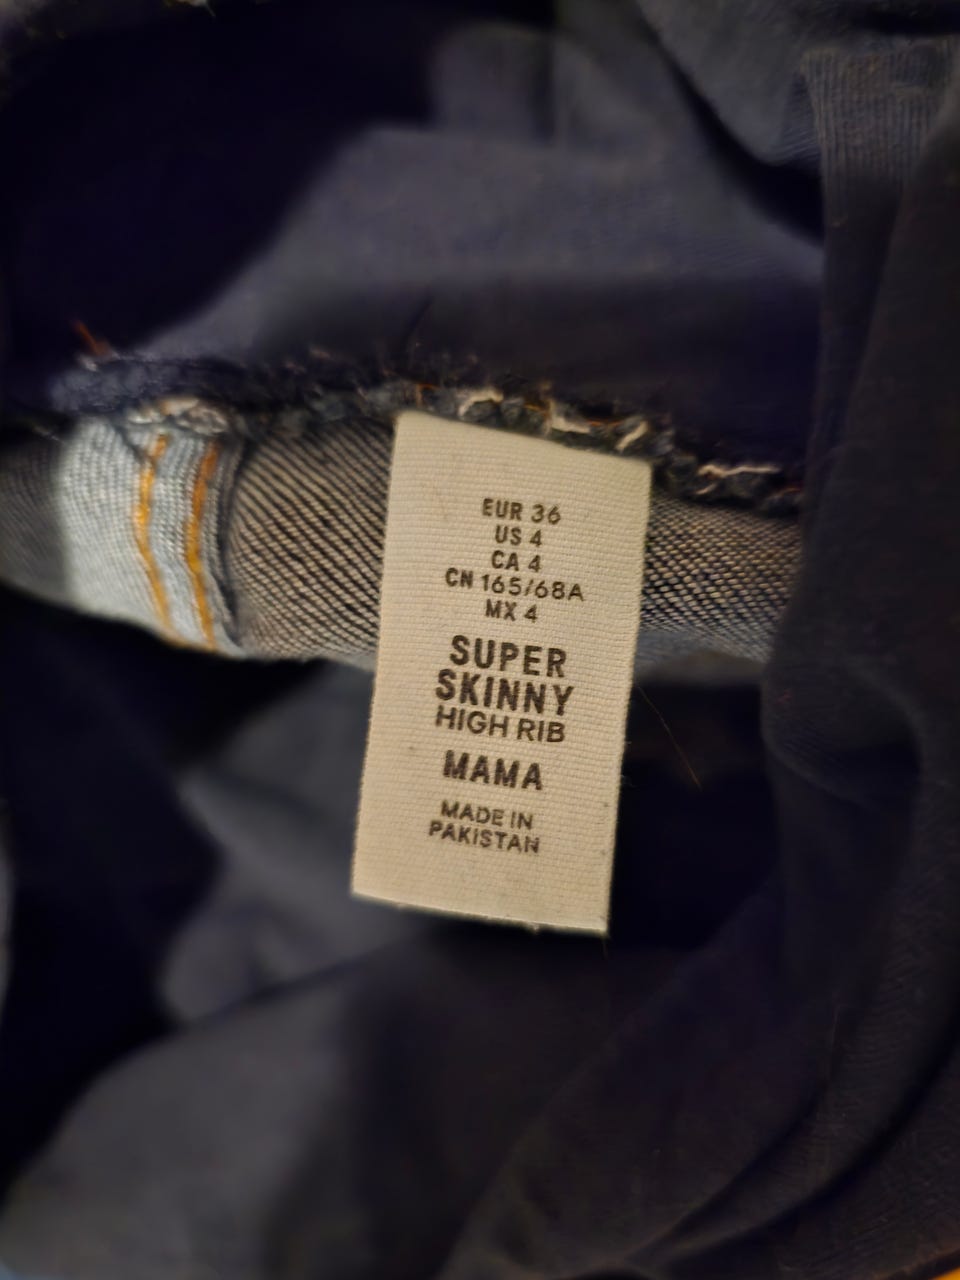 EUR 36
US 4
CA 4
CN 165/68A
MX 4
SUPER
SKINNY
HIGH RIB
MAMA
MADE IN
PAKISTAN